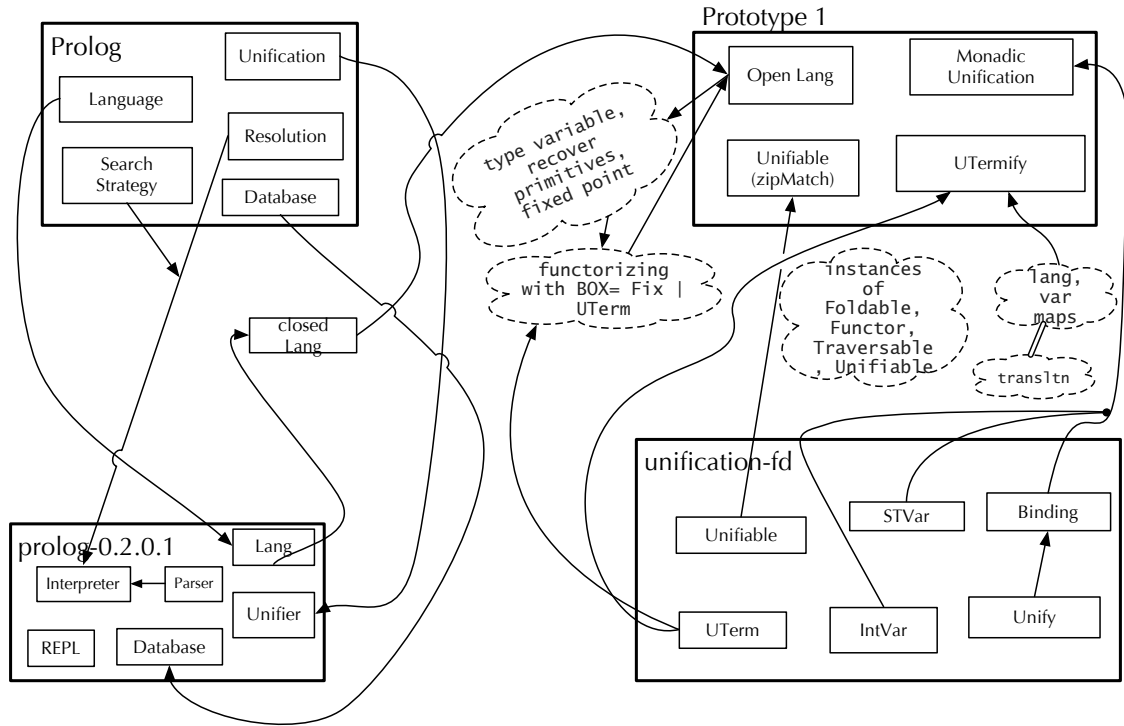 Prolog
Unification
Language
Resolution
Search
Strategy
Database
Prototype 1
Open Lang
Monadic
Unification
Unifiable
(zipMatch)
UTermify
type variable,
recover
primitives,
fixed point
functorizing
with BOX= Fix |
UTerm
instances
of
Foldable,
Functor,
Traversable
, Unifiable
lang,
var
maps
transltn
closed
Lang
prolog-0.2.0.1
Lang
Interpreter
Parser
Unifier
REPL
Database
unification-fd
STVar
Binding
Unifiable
UTerm
IntVar
Unify